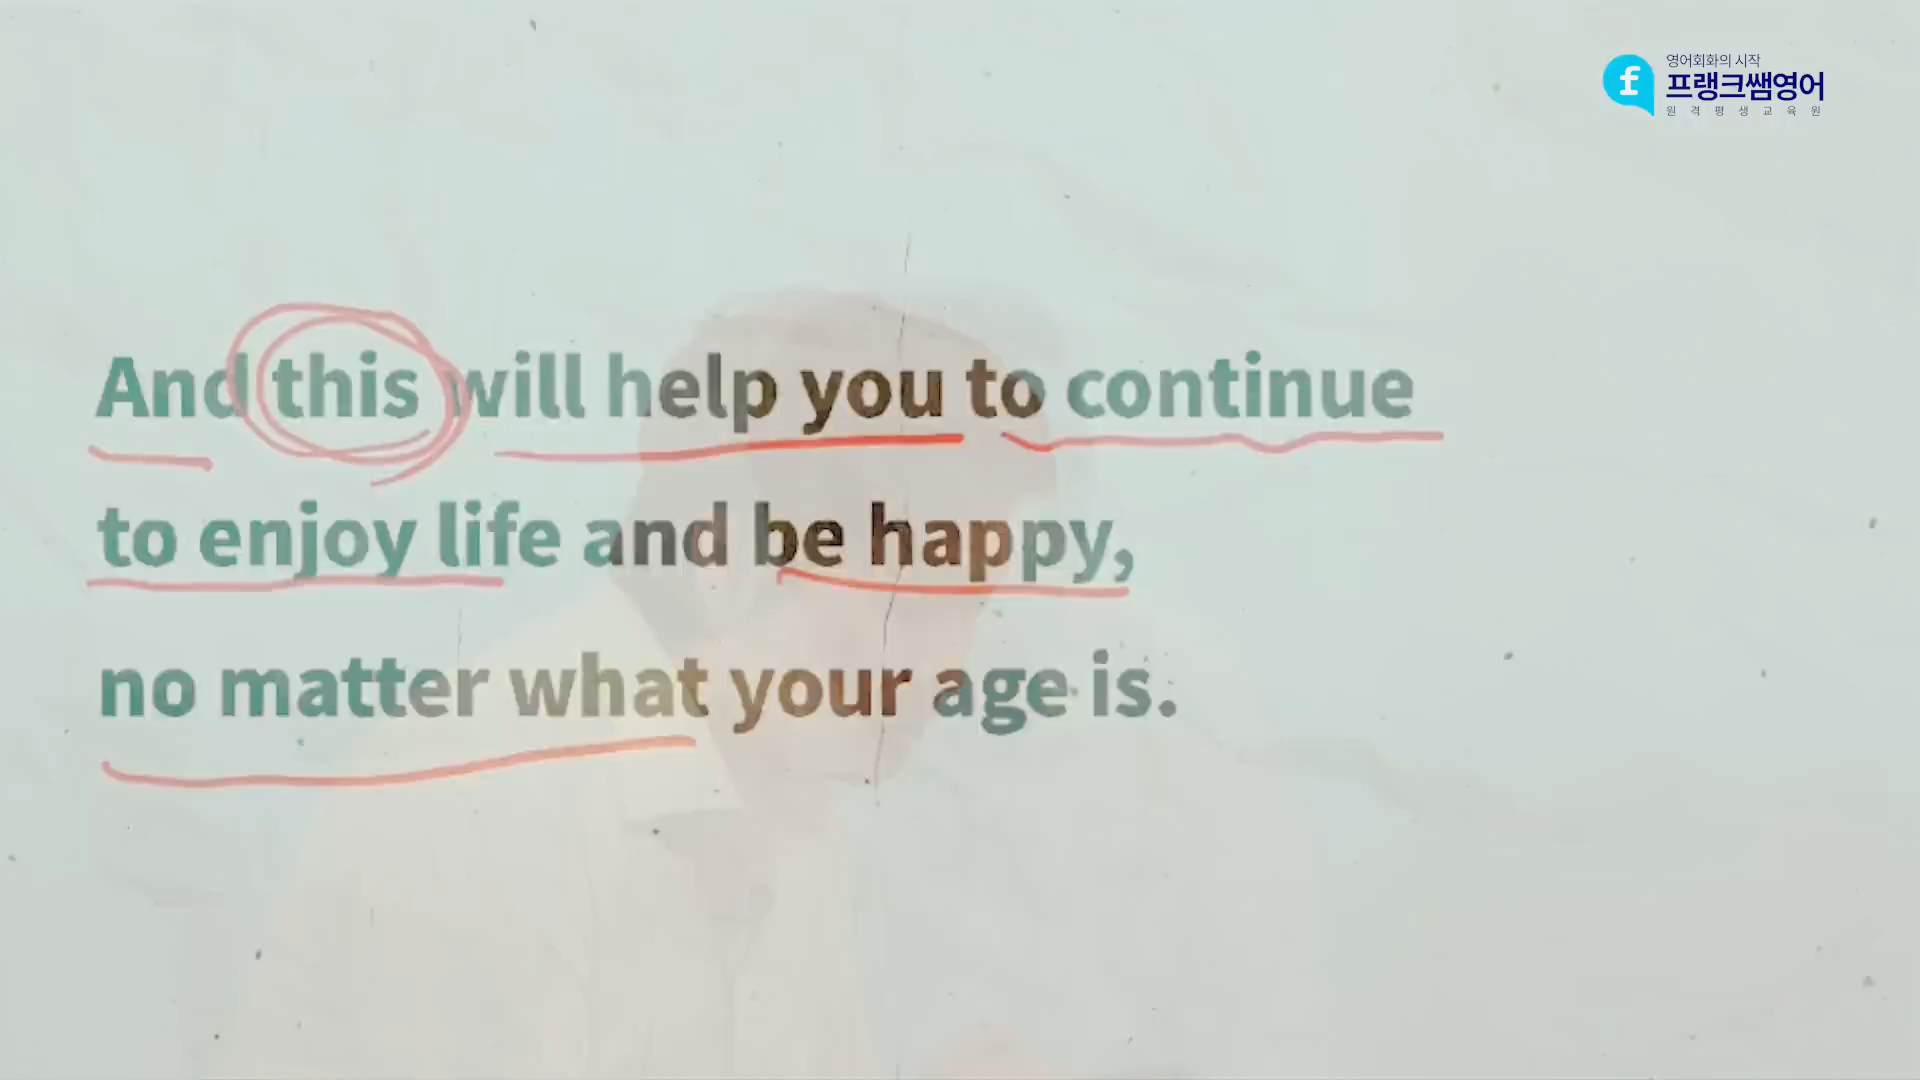 영어회화의 시작
프랭크쌤영어
원격평생교육원
And this will help you to continue
to enjoy life and be happy,
no matter what your age is.